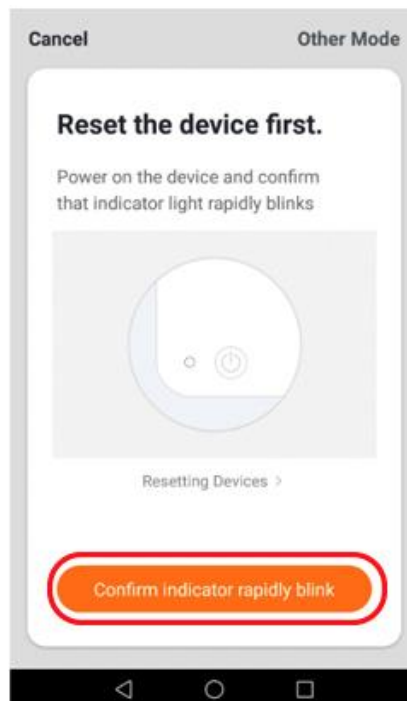 Cancel
Other Mode
Reset the device first.
Power on the device and confirm
that indicator light rapidly blinks
Resetting Devices >
Confirm indicator rapidly blink